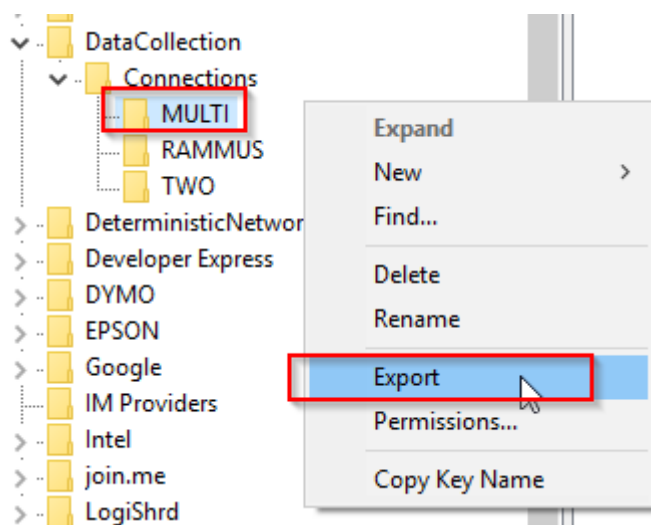 DataCollection
Connections
MULTI
RAMMUS
TWO
DeterministicNetwor
Developer Express
DYMO
EPSON
Google
IM Providers
Intel
join.me
LogiShrd
Expand
New
Find...
Delete
Rename
Export
Permissions...
Copy Key Name